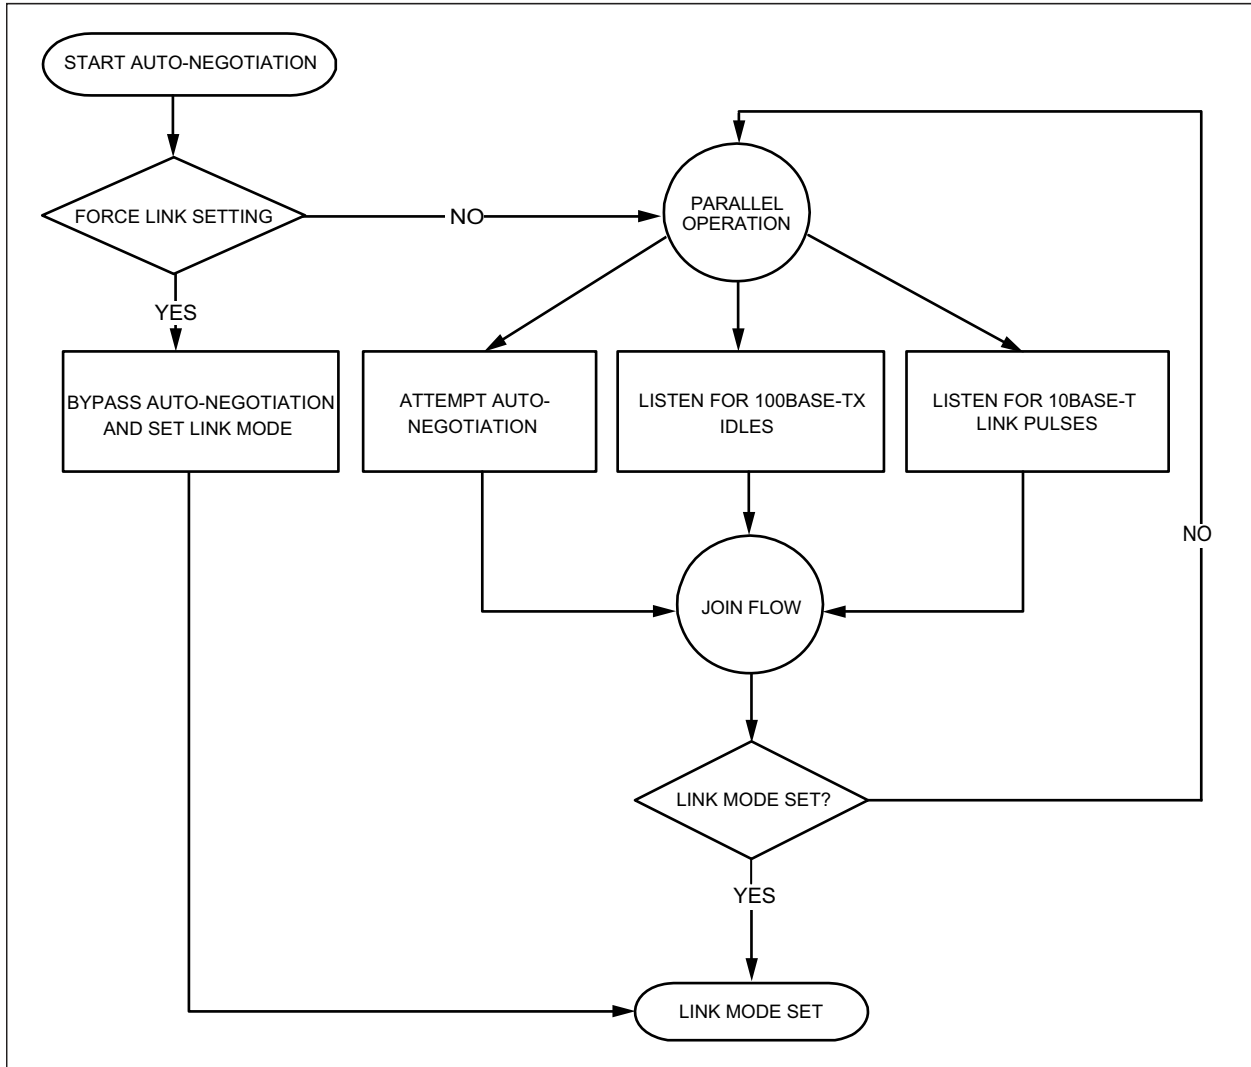 START AUTO-NEGOTIATION
FORCE LINK SETTING
NO
PARALLEL
OPERATION
YES
BYPASS AUTO-NEGOTIATION
AND SET LINK MODE
ATTEMPT AUTO-
NEGOTIATION
LISTEN FOR 100BASE-TX
IDLES
LISTEN FOR 10BASE-T
LINK PULSES
NO
JOIN FLOW
LINK MODE SET?
YES
LINK MODE SET